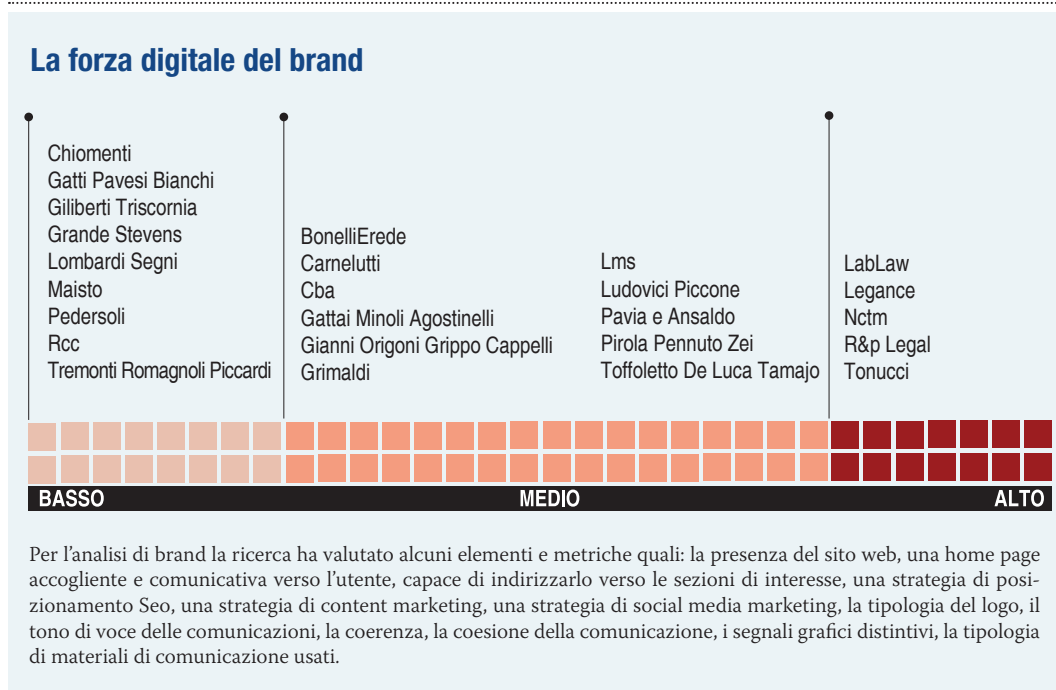 La forza digitale del brand
Chiomenti
Gatti Pavesi Bianchi
Giliberti Triscornia
Grande Stevens
Lombardi Segni
Maisto
Pedersoli
Rcc
Tremonti Romagnoli Piccardi
BonelliErede
Carnelutti
Cba
Gattai Minoli Agostinelli
Gianni Origoni Grippo Cappelli
Grimaldi
Lms
Ludovici Piccone
Pavia e Ansaldo
Pirola Pennuto Zei
Toffoletto De Luca Tamajo
LabLaw
Legance
Nctm
R&p Legal
Tonucci
BASSO MEDIO ALTO
Per l'analisi di brand la ricerca ha valutato alcuni elementi e metriche quali: la presenza del sito web, una home page
accogliente e comunicativa verso l'utente, capace di indirizzarlo verso le sezioni di interesse, una strategia di posi-
zionamento Seo, una strategia di content marketing, una strategia di social media marketing, la tipologia del logo, il
tono di voce delle comunicazioni, la coerenza, la coesione della comunicazione, i segnali grafici distintivi, la tipologia
di materiali di comunicazione usati.